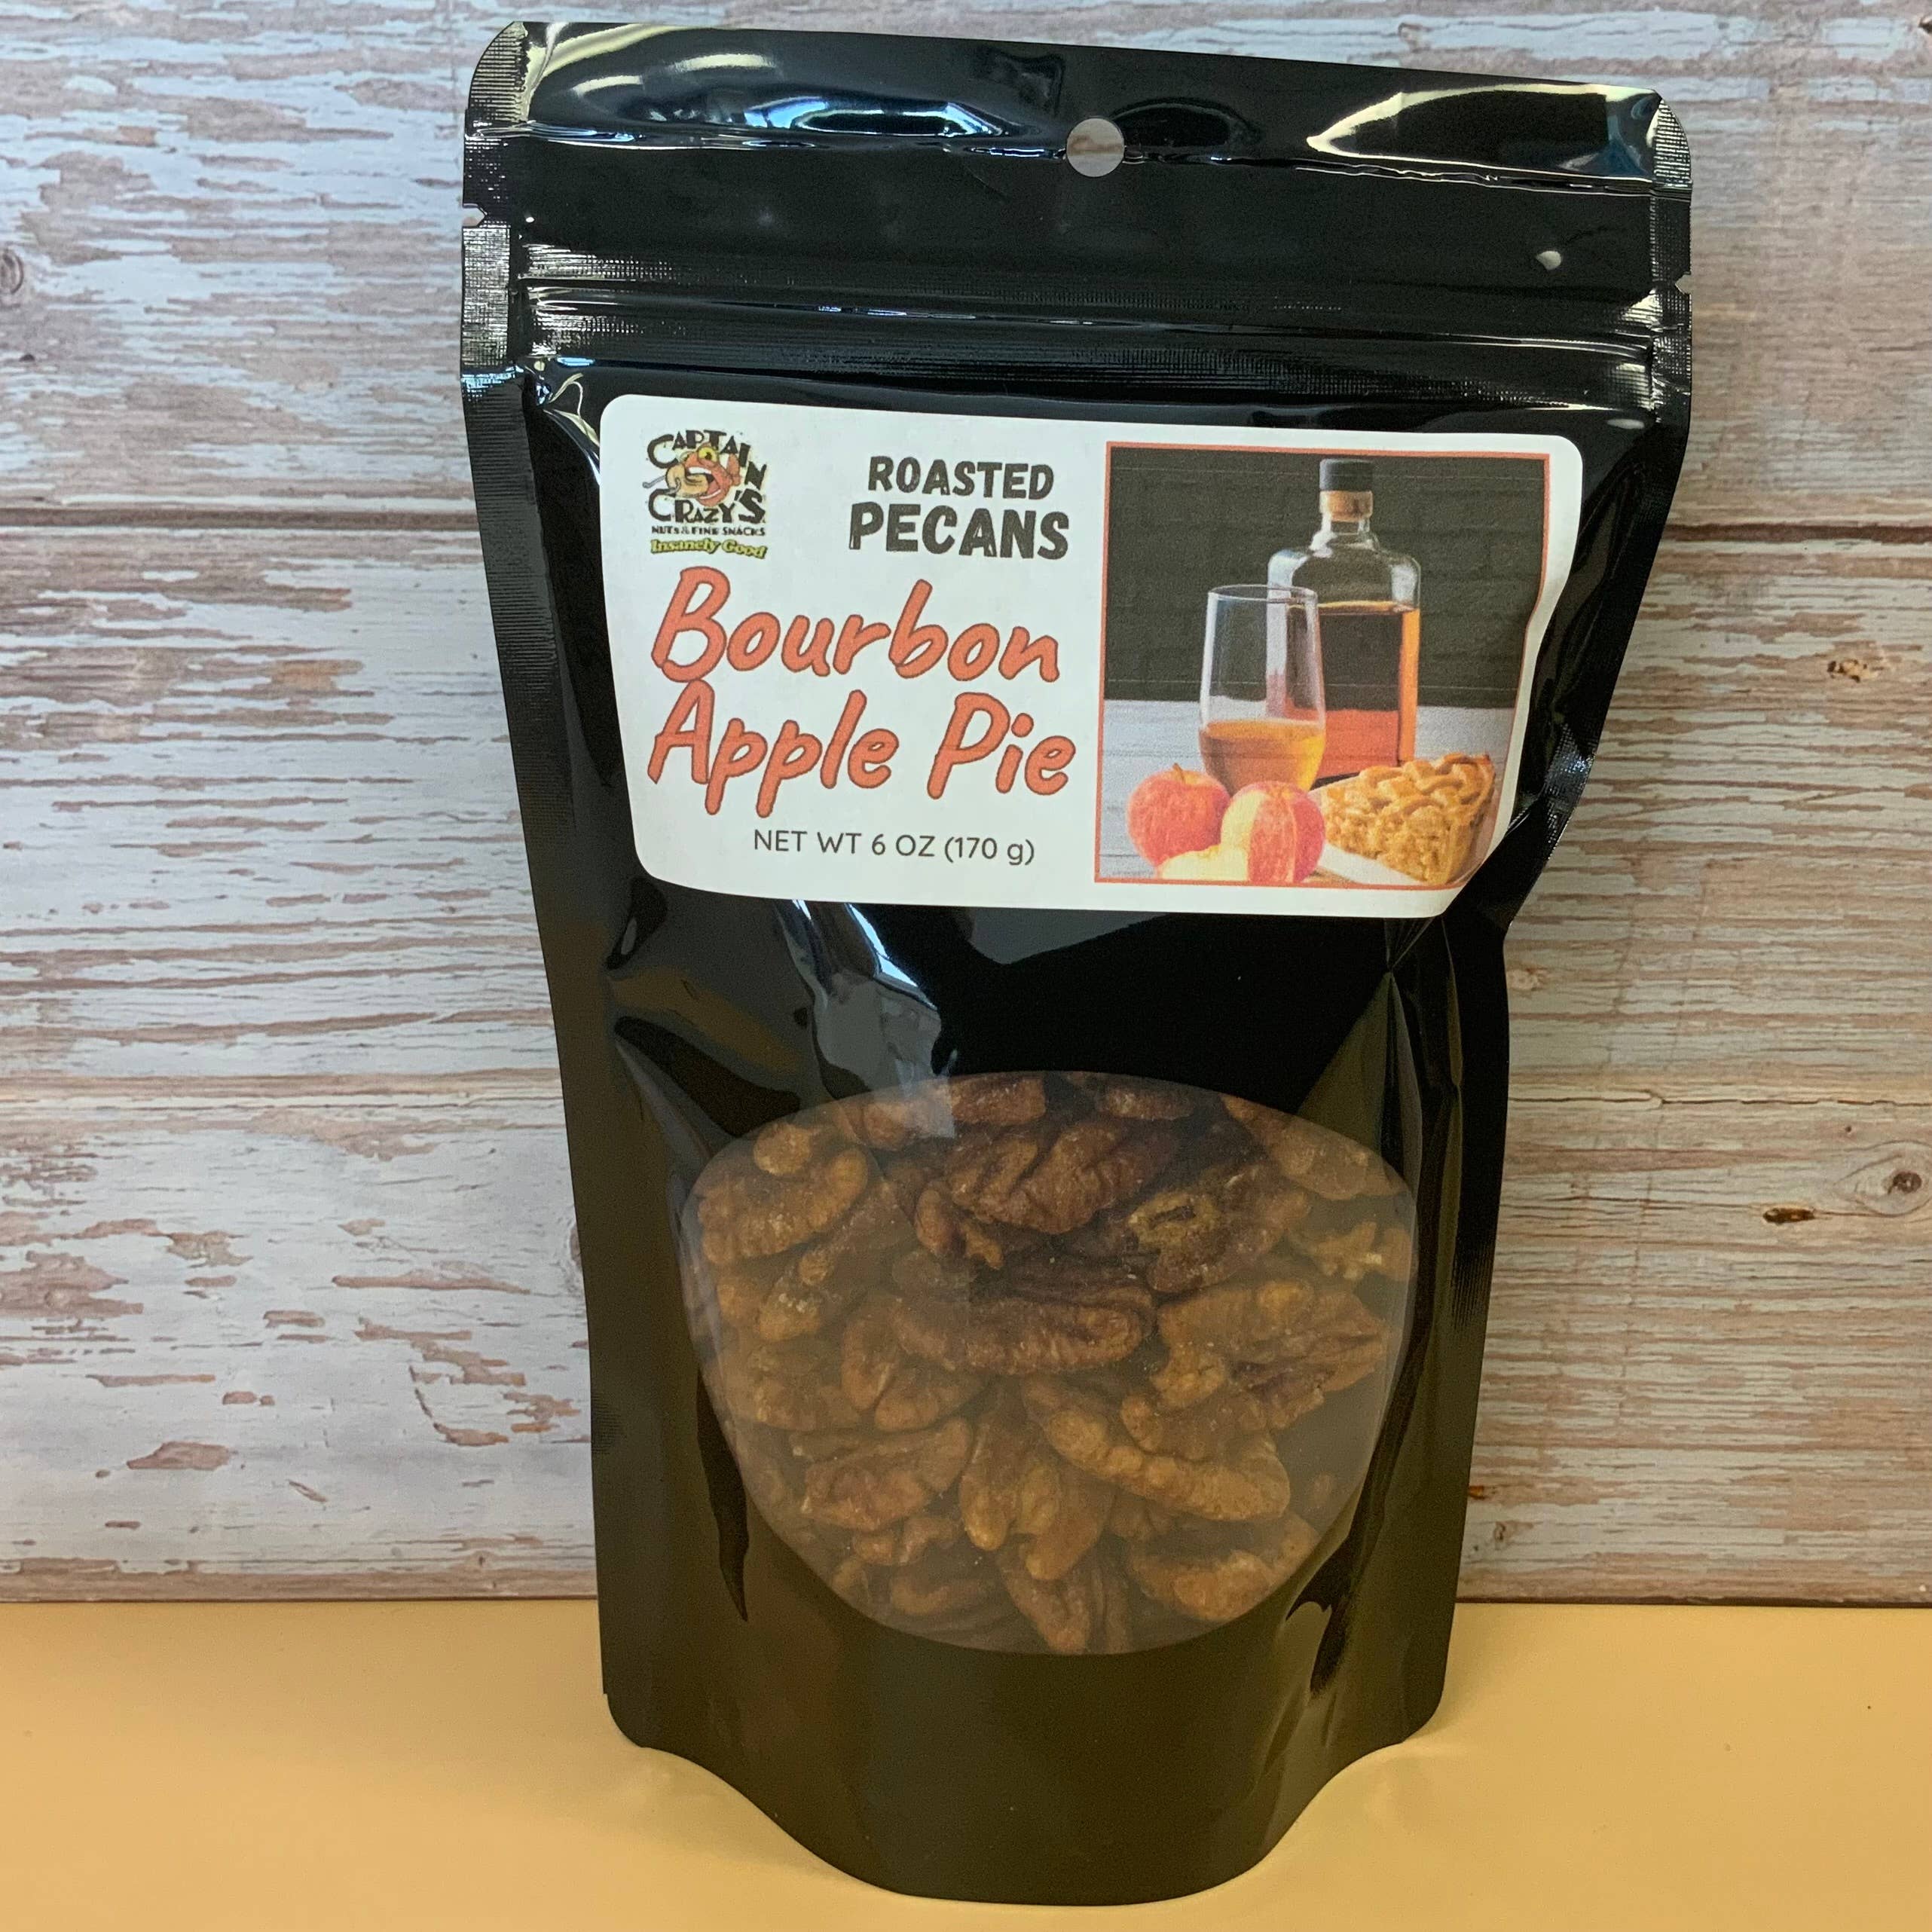 CAPTAIN
CRAZY'S
NUTS & FINE SNACKS
Insanely Good
ROASTED
PECANS
Bourbon
Apple Pie
NET WT 6 OZ (170 g)